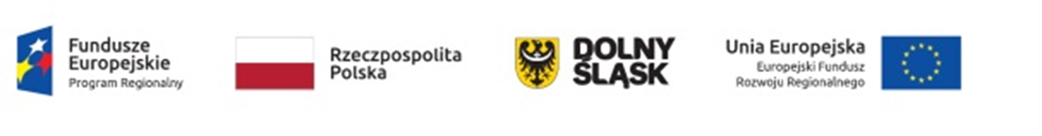 Fundusze
Europejskie
Program Regionalny
Rzeczpospolita
Polska
DOLNY
ŚLĄSK
Unia Europejska
Europejski Fundusz
Rozwoju Regionalnego